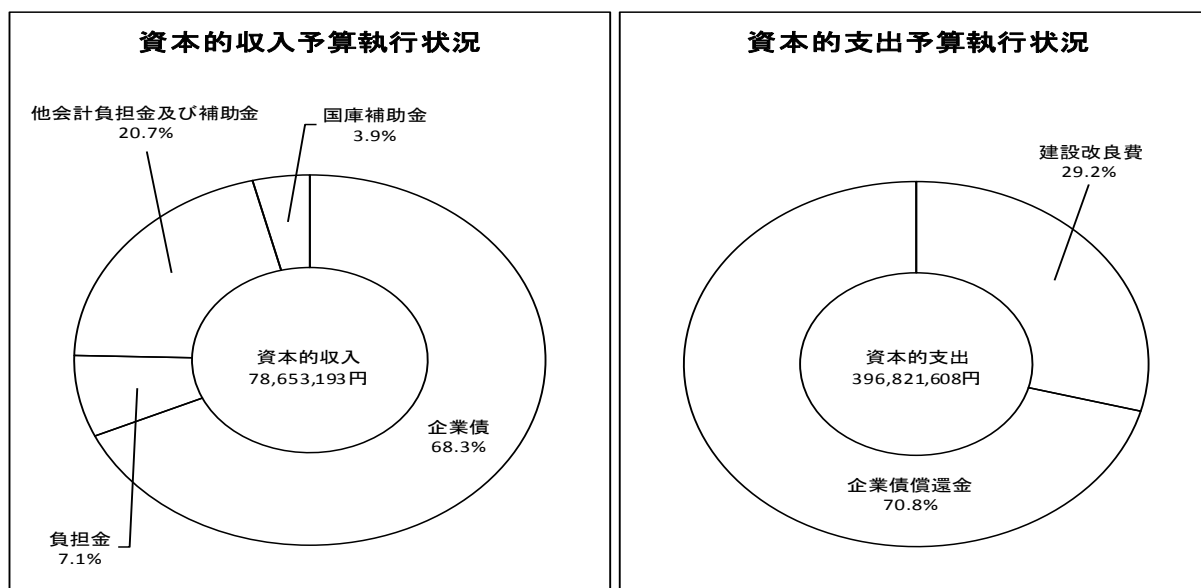 資本的収入予算執行状況
他会計負担金及び補助金
20.7%
国庫補助金
3.9%
資本的収入
78,653,193円
企業債
68.3%
負担金
7.1%
資本的支出予算執行状況
建設改良費
29.2%
資本的支出
396,821,608円
企業債償還金
70.8%